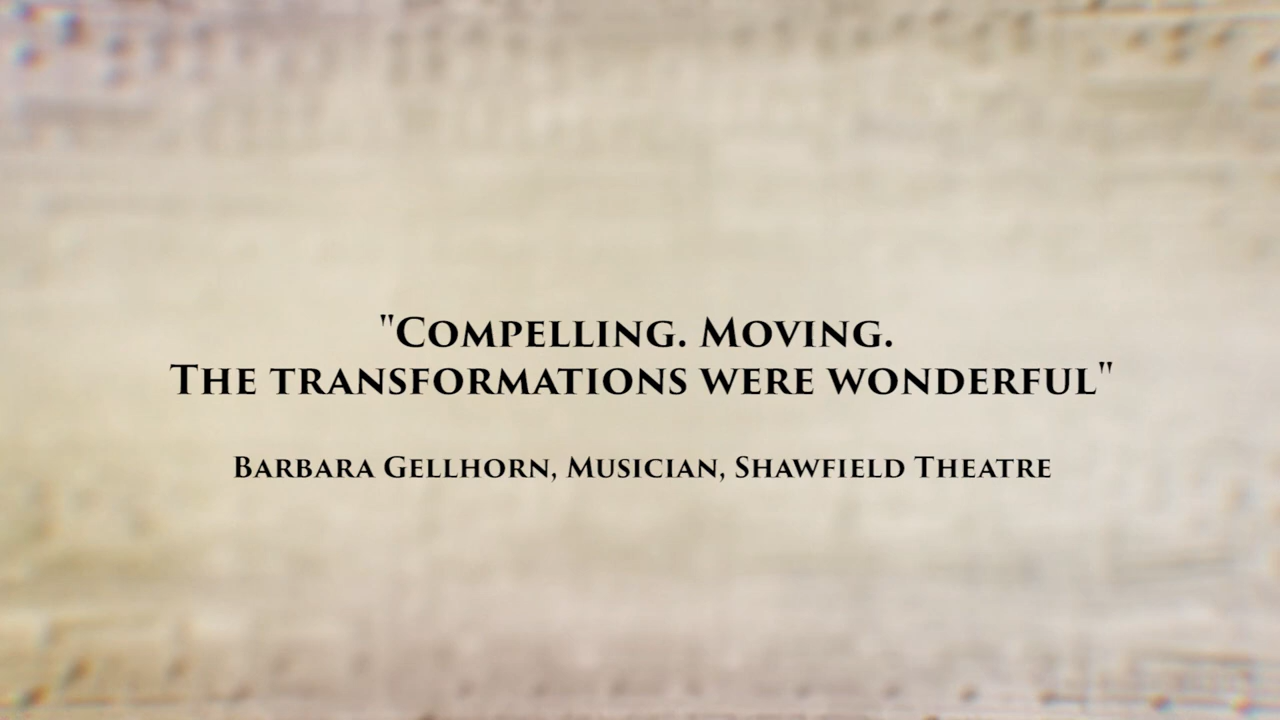 "Compelling. Moving.
The transformations were wonderful"
Barbara Gellhorn, Musician, Shawfield Theatre